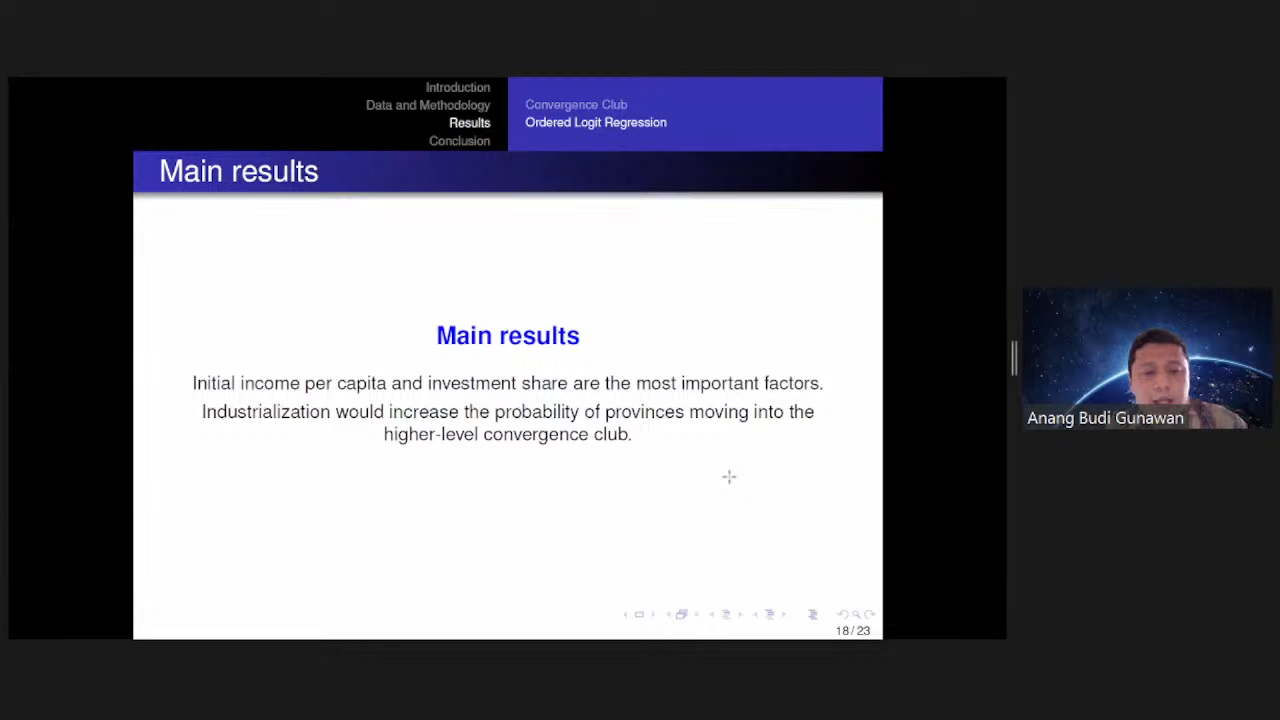 Introduction
Data and Methodology
Results
Conclusion
Convergence Club
Ordered Logit Regression
Main results
Main results
Initial income per capita and investment share are the most important factors.
Industrialization would increase the probability of provinces moving into the
higher-level convergence club.
18/23
Anang Budi Gunawan